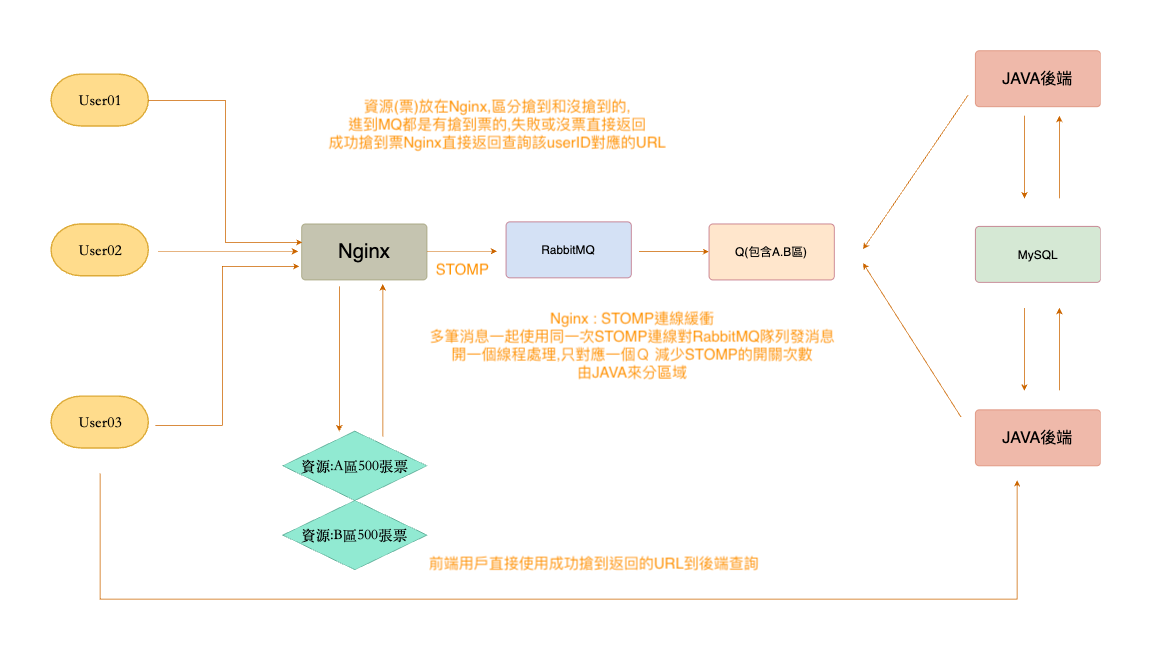 JAVA後端
User01
資源(票)放在Nginx,區分搶到和沒搶到的,
進到MQ都是有搶到票的,失敗或沒票直接返回
成功搶到票Nginx直接返回查詢該userID對應的URL
User02
Nginx
RabbitMQ
Q(包含A.B區)
MySQL
STOMP
Nginx : STOMP連線緩衝
多筆消息一起使用同一次STOMP連線對RabbitMQ隊列發消息
開一個線程處理,只對應一個Q 減少STOMP的開關次數
由JAVA來分區域
User03
JAVA後端
資源:A區500張票
資源:B區500張票
前端用戶直接使用成功搶到返回的URL到後端查詢